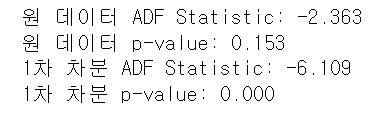 원 데이터 ADF Statistic: -2.363
원 데이터 p-value: 0.153
1차 차분 ADF Statistic: -6.109
1차 차분 p-value: 0.000